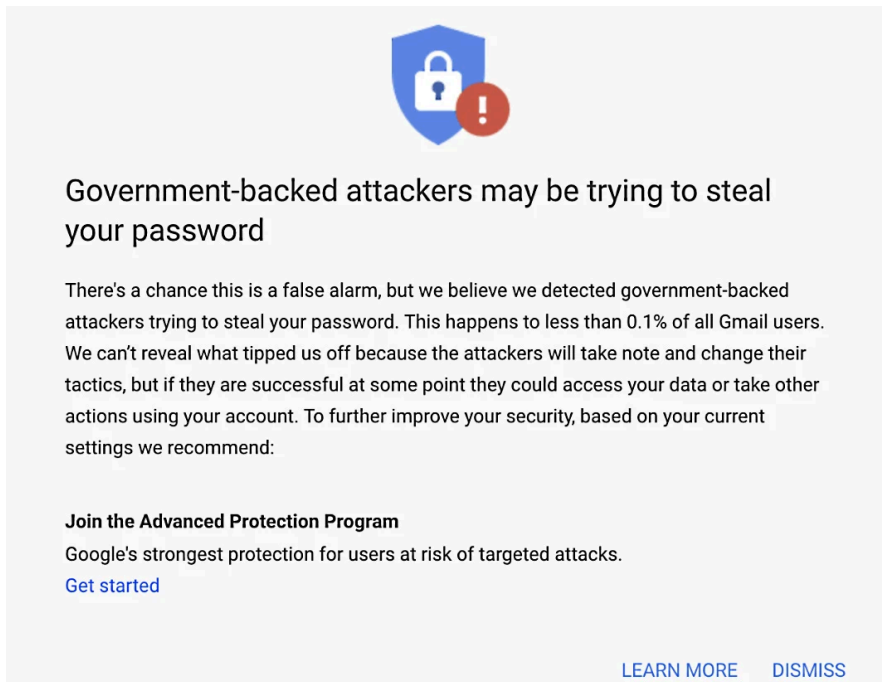 Government-backed attackers may be trying to steal
your password
There's a chance this is a false alarm, but we believe we detected government-backed
attackers trying to steal your password. This happens to less than 0.1% of all Gmail users.
We can’t reveal what tipped us off because the attackers will take note and change their
tactics, but if they are successful at some point they could access your data or take other
actions using your account. To further improve your security, based on your current
settings we recommend:
Join the Advanced Protection Program
Google's strongest protection for users at risk of targeted attacks.
Get started
LEARN MORE DISMISS